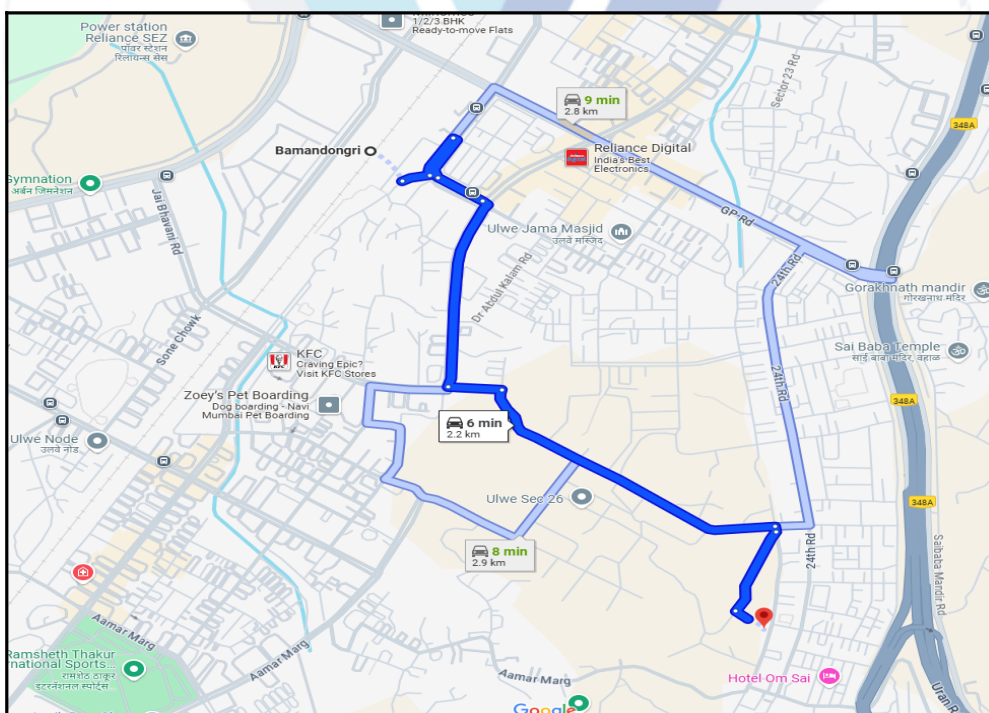 1/2/3 BHK
Ready-to-move Flats
Power station
Reliance SEZ
पॉवर स्टेशन
रिलायन्स सेस
Sector 23 Rd
9 min
2.8 km
348A
Bamandongri
Reliance Digital
India's Best
Electronics
Gymnation
अर्बन जिमनेशन
Jai Bhavani Rd
GP Rd
Ulwe Jama Masjid
उलवे मस्जिद
24th Rd
Dr Abdul Kalam Rd
Gorakhnath mandir
गोरखनाथ मंदिर
Sone Chowk
Sai Baba Temple
साई बाबा मंदिर, वहाळ
KFC
KFC
Craving Epic?
Visit KFC Stores
24th Rd
Zoey's Pet Boarding
Dog boarding - Navi
Mumbai Pet Boarding
348A
6 min
2.2 km
Ulwe Node
उलवे नोड
Ulwe Sec 26
348A
8 min
2.9 km
24th Rd
Saibaba Mandir Rd
Aamar Marg
Ramsheth Thakur
rnational Sports...
रामशेठ ठाकूर
इंटरनॅशनल स्पोर्ट्स...
Aamar Marg
Aamar Marg
Hotel Om Sai
Uran R
Google